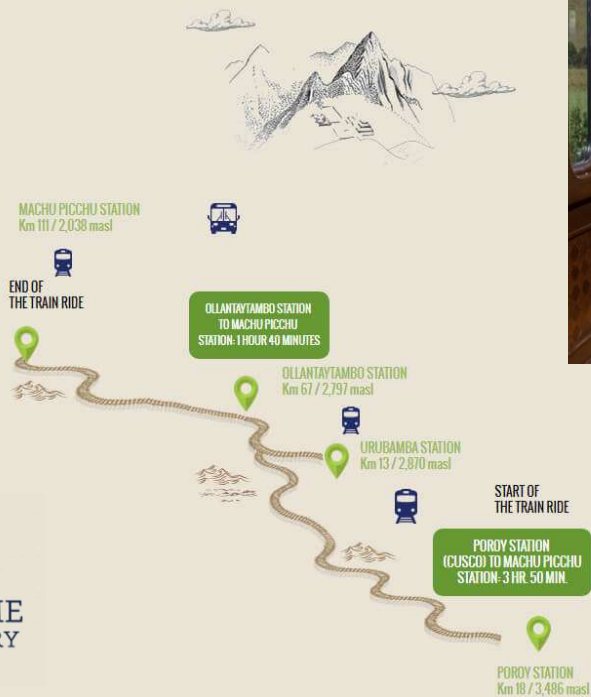 MACHU PICCHU STATION
Km 111 / 2,038 masl
END OF
THE TRAIN RIDE
OLLANTAYTAMBO STATION
TO MACHU PICCHU
STATION: 1 HOUR 40 MINUTES
OLLANTAYTAMBO STATION
Km 67 / 2,797 masl
URUBAMBA STATION
Km 13 / 2,870 masl
START OF
THE TRAIN RIDE
POROY STATION
(CUSCO) TO MACHU PICCHU
STATION: 3 HR. 50 MIN.
POROY STATION
Km 18 / 3,486 masl